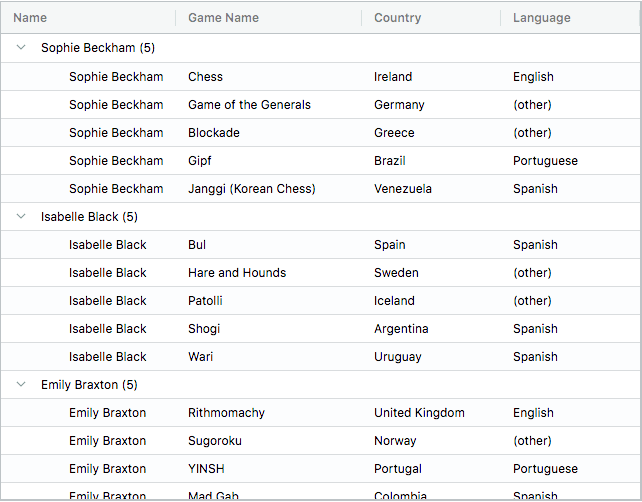 Name Game Name Country Language
Sophie Beckham (5)
Sophie Beckham Chess Ireland English
Sophie Beckham Game of the Generals Germany (other)
Sophie Beckham Blockade Greece (other)
Sophie Beckham Gipf Brazil Portuguese
Sophie Beckham Janggi (Korean Chess) Venezuela Spanish
Isabelle Black (5)
Isabelle Black Bul Spain Spanish
Isabelle Black Hare and Hounds Sweden (other)
Isabelle Black Patolli Iceland (other)
Isabelle Black Shogi Argentina Spanish
Isabelle Black Wari Uruguay Spanish
Emily Braxton (5)
Emily Braxton Rithmomachy United Kingdom English
Emily Braxton Sugoroku Norway (other)
Emily Braxton YINSH Portugal Portuguese
Emily Braxton Mad Gab Colombia Spanish